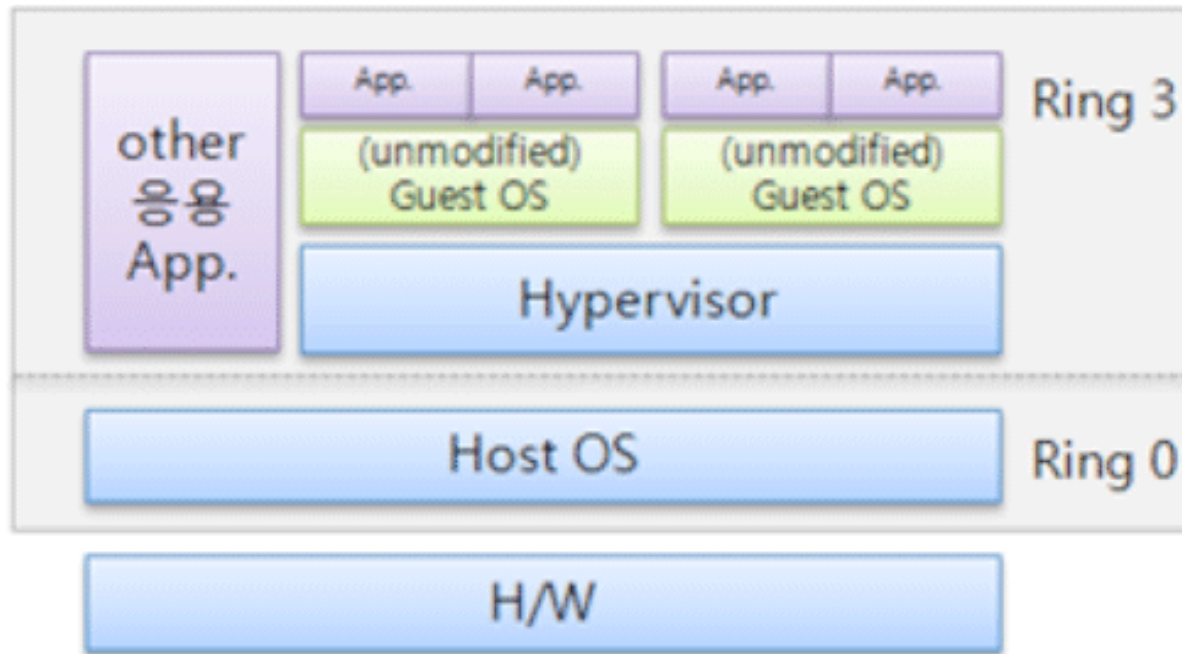 other
응용
App.
App.
App.
(unmodified)
Guest OS
App.
App.
(unmodified)
Guest OS
Hypervisor
Ring 3
Host OS
Ring 0
H/W